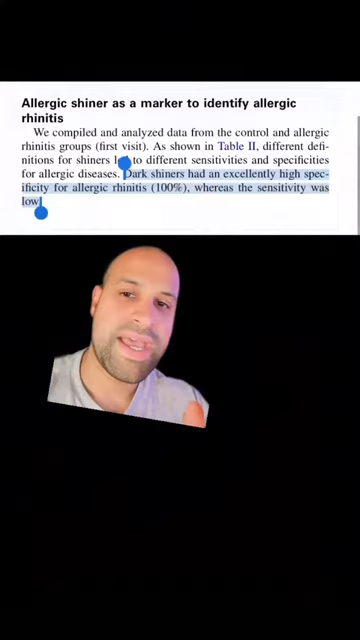 Allergic shiner as a marker to identify allergic
rhinitis
We compiled and analyzed data from the control and allergic
rhinitis groups (first visit). As shown in Table II, different defi-
nitions for shiners to different sensitivities and specificities
for allergic diseases. Dark shiners had an excellently high spec-
ificity for allergic rhinitis (100%), whereas the sensitivity was
low